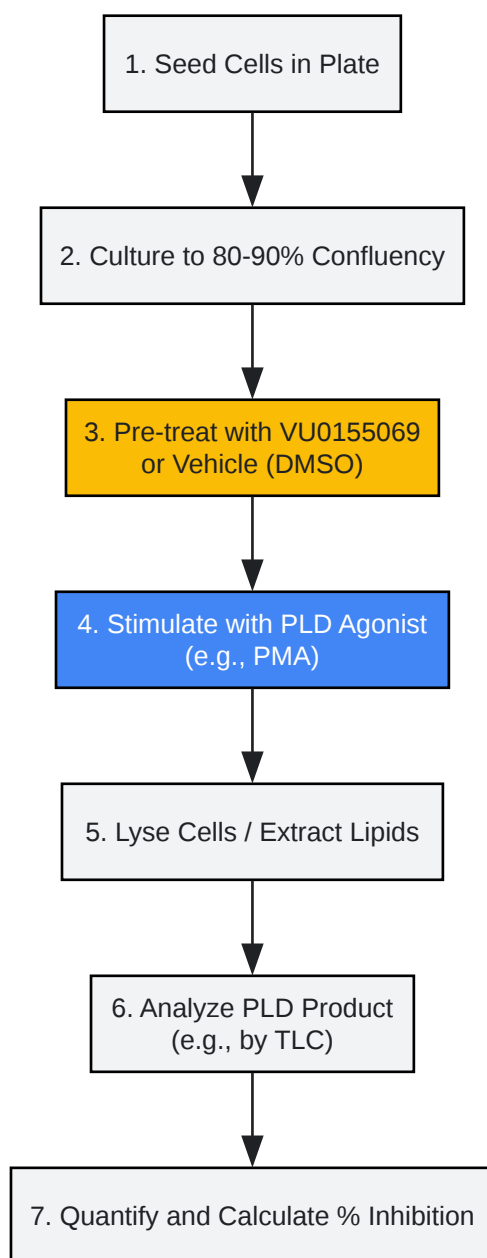 1. Seed Cells in Plate
2. Culture to 80-90% Confluency
3. Pre-treat with VU0155069
or Vehicle (DMSO)
4. Stimulate with PLD Agonist
(e.g., PMA)
5. Lyse Cells / Extract Lipids
6. Analyze PLD Product
(e.g., by TLC)
7. Quantify and Calculate % Inhibition